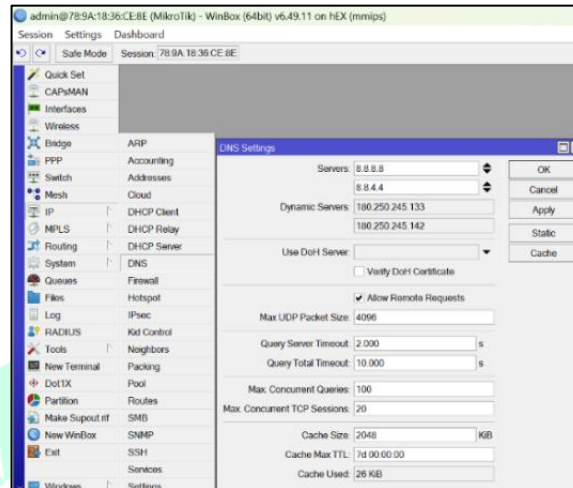 admin@78:9A:18:36:CE:8E (MikroTik) - WinBox (64bit) v6.49.11 on hEX (mmips)
Session Settings Dashboard
Safe Mode Session: 78:9A:18:36:CE:8E
Quick Set
CAPsMAN
Interfaces
Wireless
Bridge
PPP
Switch
Mesh
IP
MPLS
Routing
System
Queues
Files
Log
RADIUS
Tools
New Terminal
Dot1X
Partition
Make Supout.rif
New WinBox
Exit
Windows
ARP
Accounting
Addresses
Cloud
DHCP Client
DHCP Relay
DHCP Server
DNS
Firewall
Hotspot
IPsec
Kid Control
Neighbors
Packing
Pool
Routes
SMB
SNMP
SSH
Services
Settings
DNS Settings
Servers: 8.8.8.8
8.8.4.4
Dynamic Servers: 180.250.245.133
180.250.245.142
Use DoH Server:
Verify DoH Certificate
Allow Remote Requests
Max UDP Packet Size: 4096
Query Server Timeout: 2.000 s
Query Total Timeout: 10.000 s
Max. Concurrent Queries: 100
Max. Concurrent TCP Sessions: 20
Cache Size: 2048 KiB
Cache Max TTL: 7d 00:00:00
Cache Used: 26 KiB
OK
Cancel
Apply
Static
Cache